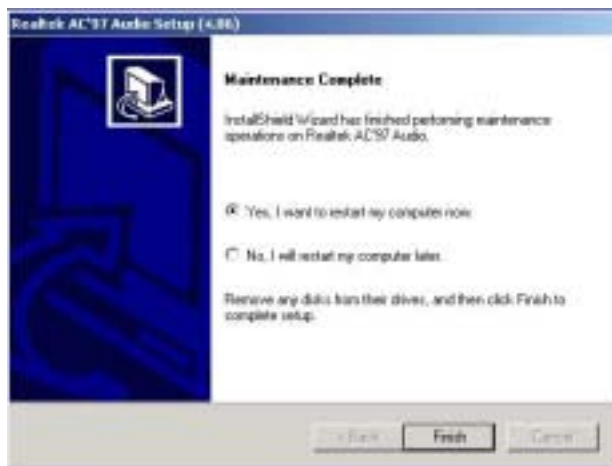 Realtek AC'97 Audio Setup (4.86)
Maintenance Complete
InstallShield Wizard has finished performing maintenance
operations on Realtek AC'97 Audio.
Yes, I want to restart my computer now.
No, I will restart my computer later.
Remove any disks from their drives, and then click Finish to
complete setup.
< Back Finish Cancel